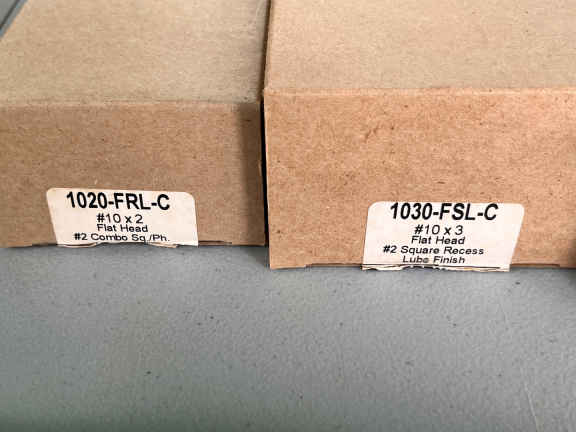 1020-FRL-C
#10 x 2
Flat Head
#2 Combo Sq./Ph.
1030-FSL-C
#10 x 3
Flat Head
#2 Square Recess
Lube Finish